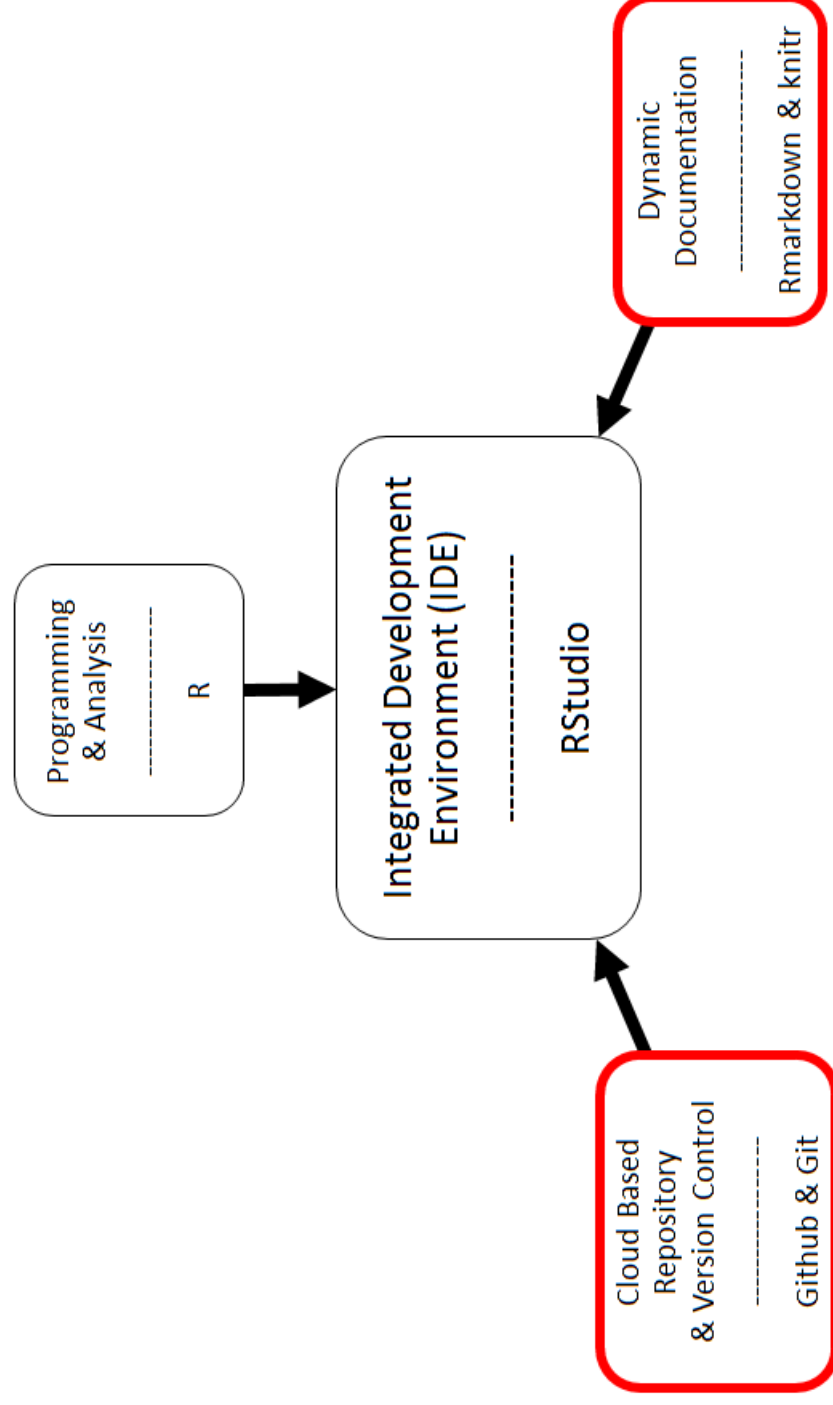 Programming
& Analysis
--------------------
R
Integrated Development
Environment (IDE)
------------------------
RStudio
Cloud Based
Repository
& Version Control
--------------------
Github & Git
Dynamic
Documentation
--------------------------
Rmarkdown & knitr